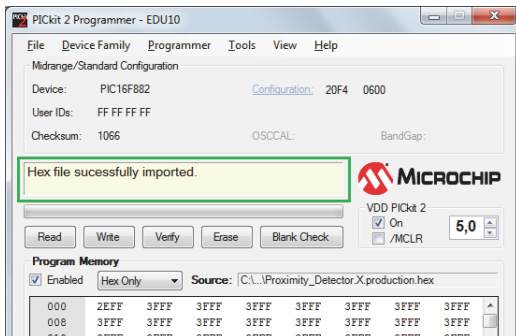 PICkit 2 Programmer - EDU10
File Device Family Programmer Tools View Help
Midrange/Standard Configuration
Device: PIC16F882 Configuration: 20F4 0600
User IDs: FF FF FF FF
Checksum: 1066 OSCCAL: BandGap:
Hex file sucessfully imported.
MICROCHIP
VDD PICkit 2
On
/MCLR
5,0
Read Write Verify Erase Blank Check
Program Memory
Enabled Hex Only Source: C:\...\Proximity_Detector.X.production.hex
000 2EFF 3FFF 3FFF 3FFF 3FFF 3FFF 3FFF 3FFF
008 3FFF 3FFF 3FFF 3FFF 3FFF 3FFF 3FFF 3FFF